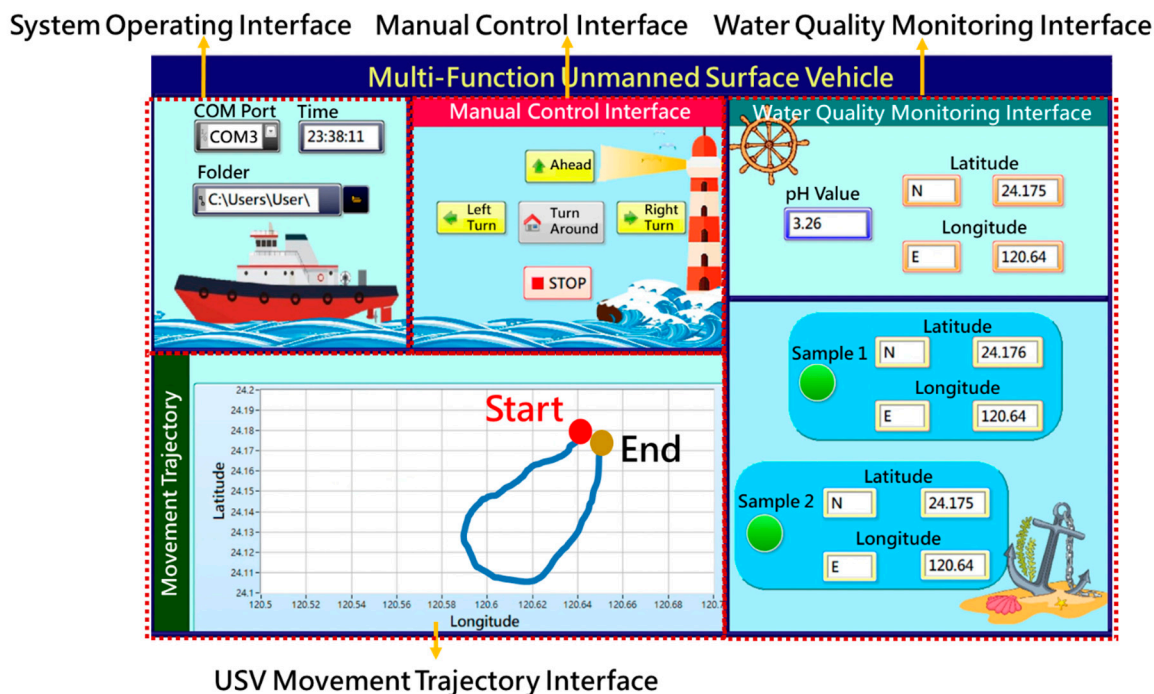 System Operating Interface
Manual Control Interface
Water Quality Monitoring Interface
Multi-Function Unmanned Surface Vehicle
COM Port
Time
COM3
23:38:11
Folder
C:\Users\User\
Manual Control Interface
Ahead
Left
Turn
Turn
Around
Right
Turn
STOP
Water Quality Monitoring Interface
pH Value
3.26
Latitude
N
24.175
Longitude
E
120.64
Sample 1
Latitude
N
24.176
Longitude
E
120.64
Sample 2
Latitude
N
24.175
Longitude
E
120.64
Movement Trajectory
Latitude
24.2
24.19
24.18
24.17
24.16
24.15
24.14
24.13
24.12
24.11
24.1
Start
End
120.5
120.52
120.54
120.56
120.58
120.6
120.62
120.64
120.66
120.68
120.7
Longitude
USV Movement Trajectory Interface